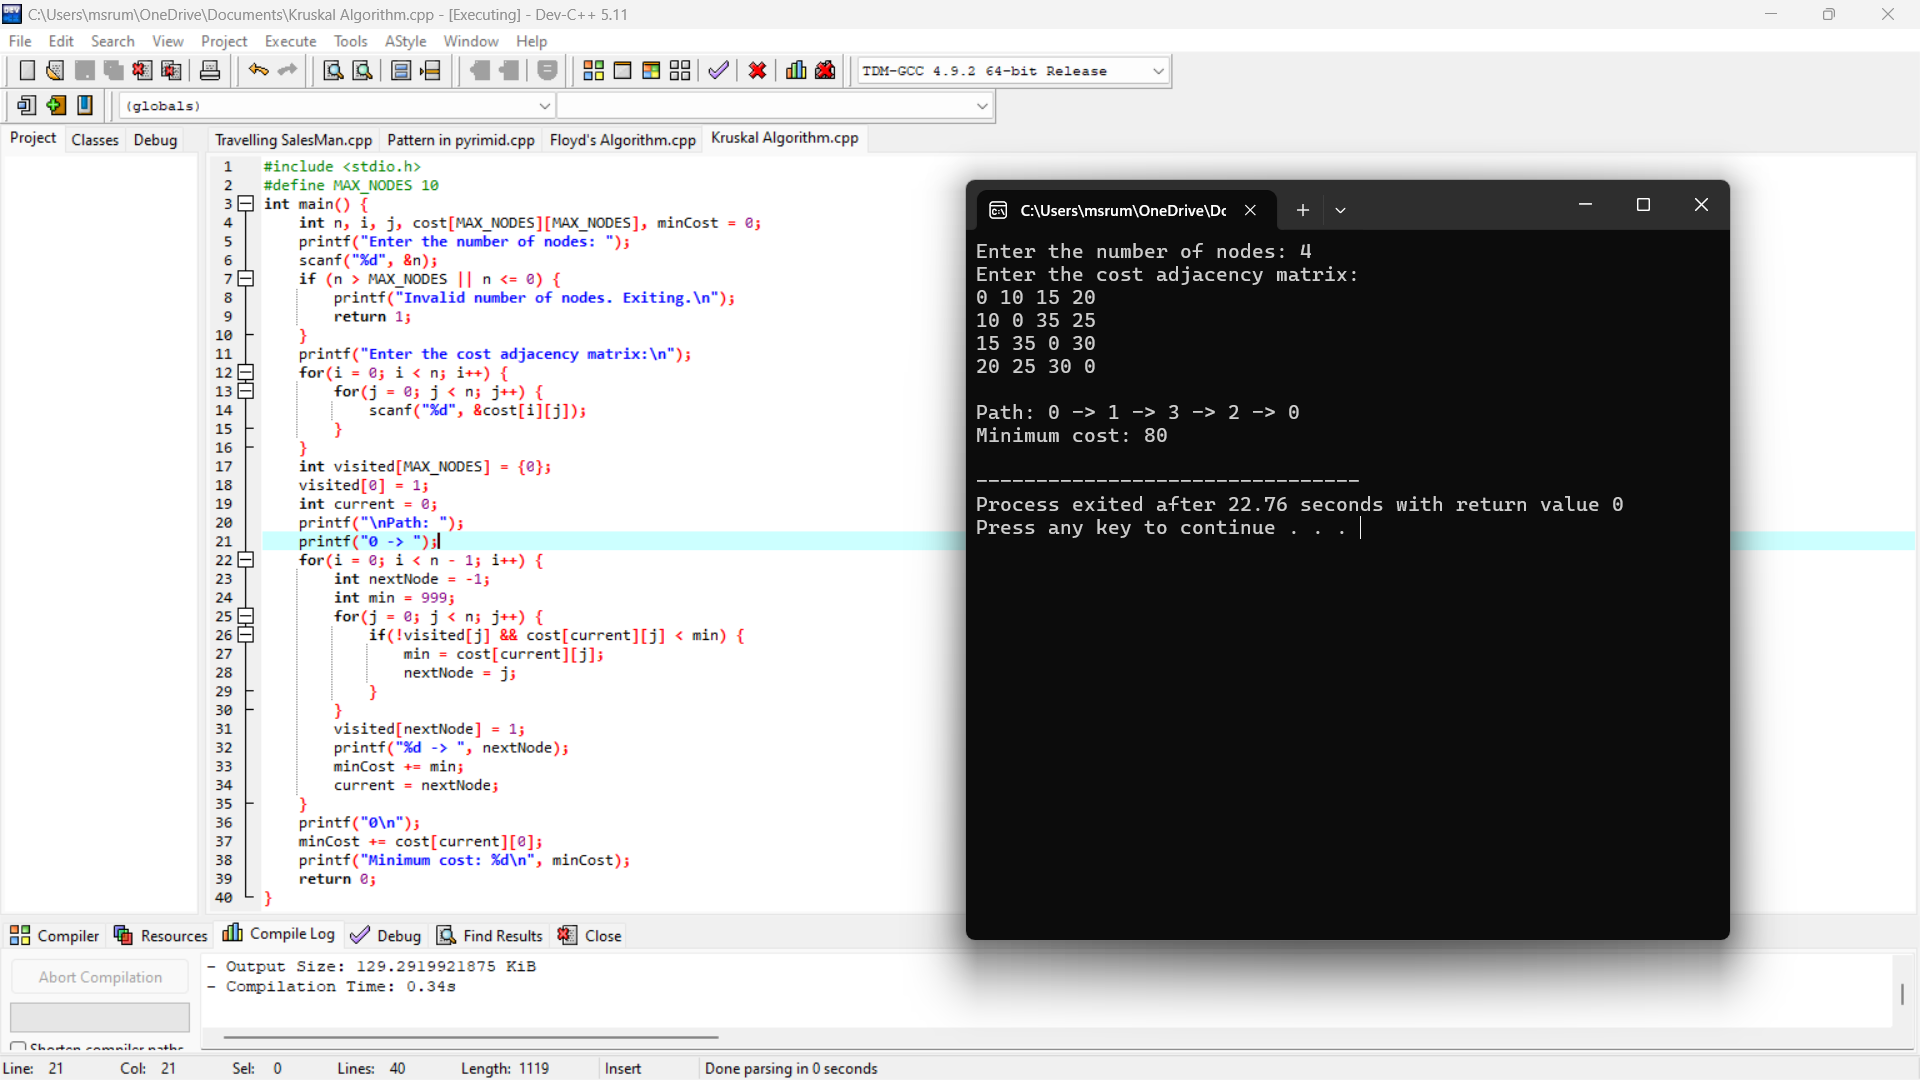 C:\Users\msrum\OneDrive\Documents\Kruskal Algorithm.cpp - [Executing] - Dev-C++ 5.11
File Edit Search View Project Execute Tools AStyle Window Help
TDM-GCC 4.9.2 64-bit Release
(globals)
Project Classes Debug
Travelling SalesMan.cpp Pattern in pyrimid.cpp Floyd's Algorithm.cpp Kruskal Algorithm.cpp
1 #include <stdio.h>
2 #define MAX_NODES 10
3 int main() {
4 int n, i, j, cost[MAX_NODES][MAX_NODES], minCost = 0;
5 printf("Enter the number of nodes: ");
6 scanf("%d", &n);
7 if (n > MAX_NODES || n <= 0) {
8 printf("Invalid number of nodes. Exiting.\n");
9 return 1;
10 }
11 printf("Enter the cost adjacency matrix:\n");
12 for(i = 0; i < n; i++) {
13 for(j = 0; j < n; j++) {
14 scanf("%d", &cost[i][j]);
15 }
16 }
17 int visited[MAX_NODES] = {0};
18 visited[0] = 1;
19 int current = 0;
20 printf("\nPath: ");
21 printf("0 -> ");
22 for(i = 0; i < n - 1; i++) {
23 int nextNode = -1;
24 int min = 999;
25 for(j = 0; j < n; j++) {
26 if(!visited[j] && cost[current][j] < min) {
27 min = cost[current][j];
28 nextNode = j;
29 }
30 }
31 visited[nextNode] = 1;
32 printf("%d -> ", nextNode);
33 minCost += min;
34 current = nextNode;
35 }
36 printf("0\n");
37 minCost += cost[current][0];
38 printf("Minimum cost: %d\n", minCost);
39 return 0;
40 }
C:\Users\msrum\OneDrive\Dc
Enter the number of nodes: 4
Enter the cost adjacency matrix:
0 10 15 20
10 0 35 25
15 35 0 30
20 25 30 0
Path: 0 -> 1 -> 3 -> 2 -> 0
Minimum cost: 80
--------------------------------
Process exited after 22.76 seconds with return value 0
Press any key to continue . . .
Compiler Resources Compile Log Debug Find Results Close
Abort Compilation
Shorten compiler paths
- Output Size: 129.2919921875 KiB
- Compilation Time: 0.34s
Line: 21 Col: 21 Sel: 0 Lines: 40 Length: 1119 Insert Done parsing in 0 seconds